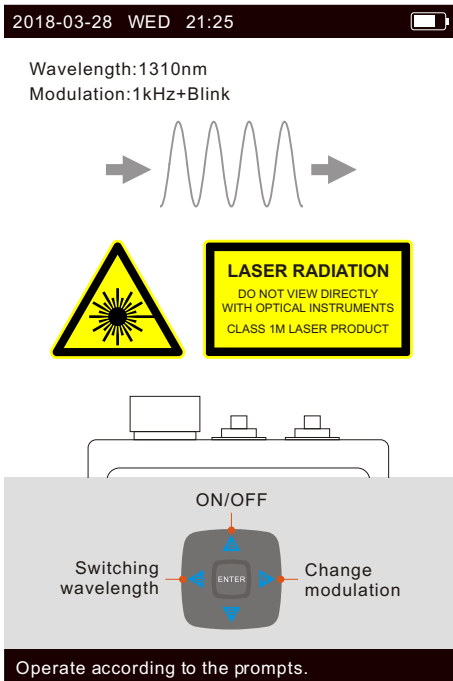 2018-03-28 WED 21:25
Wavelength:1310nm
Modulation:1kHz+Blink
LASER RADIATION
DO NOT VIEW DIRECTLY
WITH OPTICAL INSTRUMENTS
CLASS 1M LASER PRODUCT
ON/OFF
Switching
wavelength
ENTER
Change
modulation
Operate according to the prompts.